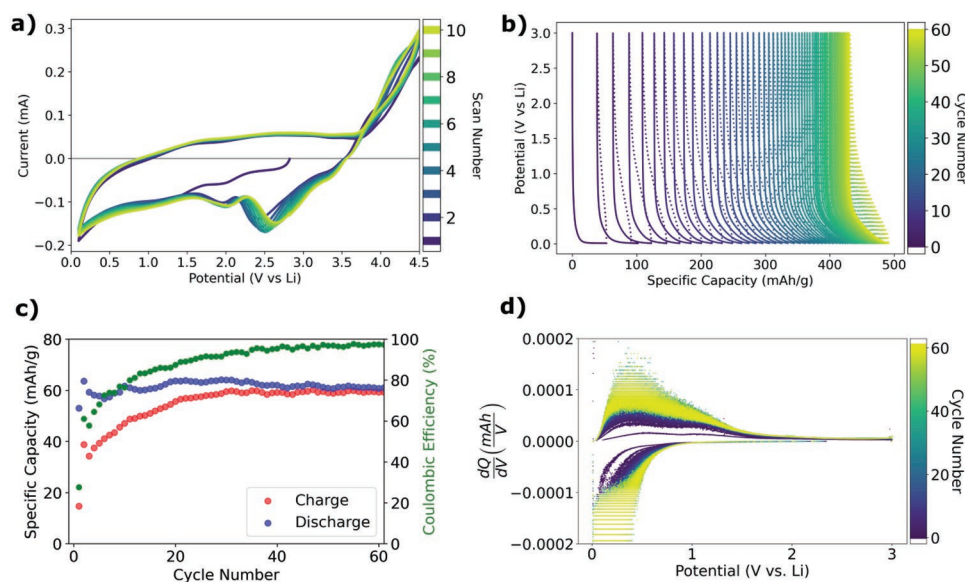 a)
0.3
0.2
0.1
0.0
−0.1
−0.2
Current (mA)
0.0 0.5 1.0 1.5 2.0 2.5 3.0 3.5 4.0 4.5
Potential (V vs Li)
10
8
6
4
2
Scan Number
b)
3.0
2.5
2.0
1.5
1.0
0.5
0.0
Potential (V vs Li)
0 100 200 300 400 500
Specific Capacity (mAh/g)
60
50
40
30
20
10
0
Cycle Number
c)
80
60
40
20
0
Specific Capacity (mAh/g)
0 20 40 60
Cycle Number
100
80
60
40
20
0
Coulombic Efficiency (%)
Charge
Discharge
d)
0.0002
0.0001
0.0000
−0.0001
−0.0002
dQ/dV (mAh/V)
0 1 2 3
Potential (V vs. Li)
60
40
20
0
Cycle Number